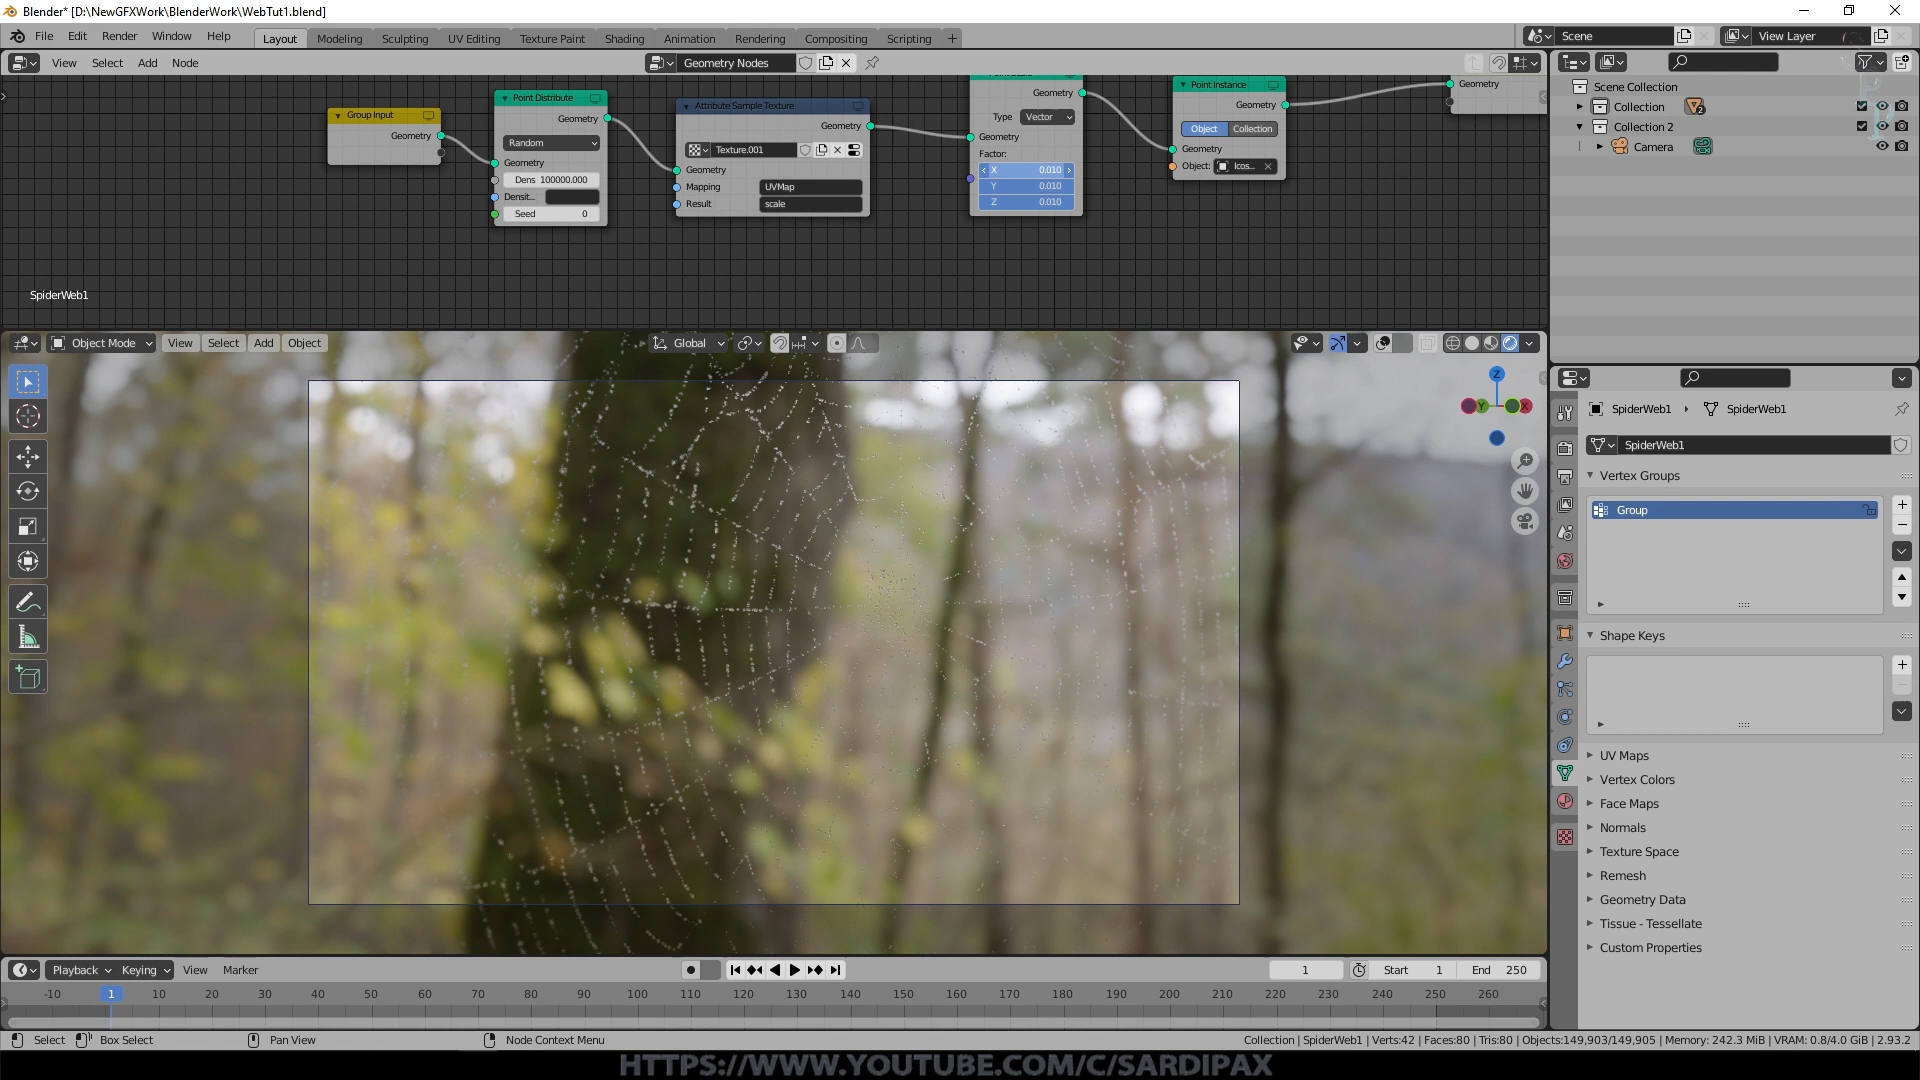 Blender* [D:\NewGFXWork\BlenderWork\WebTut1.blend]
File Edit Render Window Help
Layout Modeling Sculpting UV Editing Texture Paint Shading Animation Rendering Compositing Scripting +
Scene View Layer
View Select Add Node
Geometry Nodes
Group Input
Geometry
Point Distribute
Geometry
Random
Geometry
Dens 100000.000
Densit..
Seed 0
Attribute Sample Texture
Geometry
Texture.001
Geometry
Mapping UVMap
Result scale
Geometry
Type Vector
Geometry
Factor:
X 0.010
Y 0.010
Z 0.010
Point Instance
Geometry
Object Collection
Geometry
Object: Icos...
Geometry
SpiderWeb1
Scene Collection
Collection 2
Collection 2
Camera
Object Mode View Select Add Object
Global
Z
Y X
SpiderWeb1 SpiderWeb1
SpiderWeb1
Vertex Groups
Group
Shape Keys
UV Maps
Vertex Colors
Face Maps
Normals
Texture Space
Remesh
Geometry Data
Tissue - Tessellate
Custom Properties
Playback Keying View Marker
1 Start 1 End 250
-10 1 10 20 30 40 50 60 70 80 90 100 110 120 130 140 150 160 170 180 190 200 210 220 230 240 250 260
Select Box Select Pan View Node Context Menu
Collection | SpiderWeb1 | Verts:42 | Faces:80 | Tris:80 | Objects:149,903/149,905 | Memory: 242.3 MiB | VRAM: 0.8/4.0 GiB | 2.93.2
HTTPS://WWW.YOUTUBE.COM/C/SARDIPAX